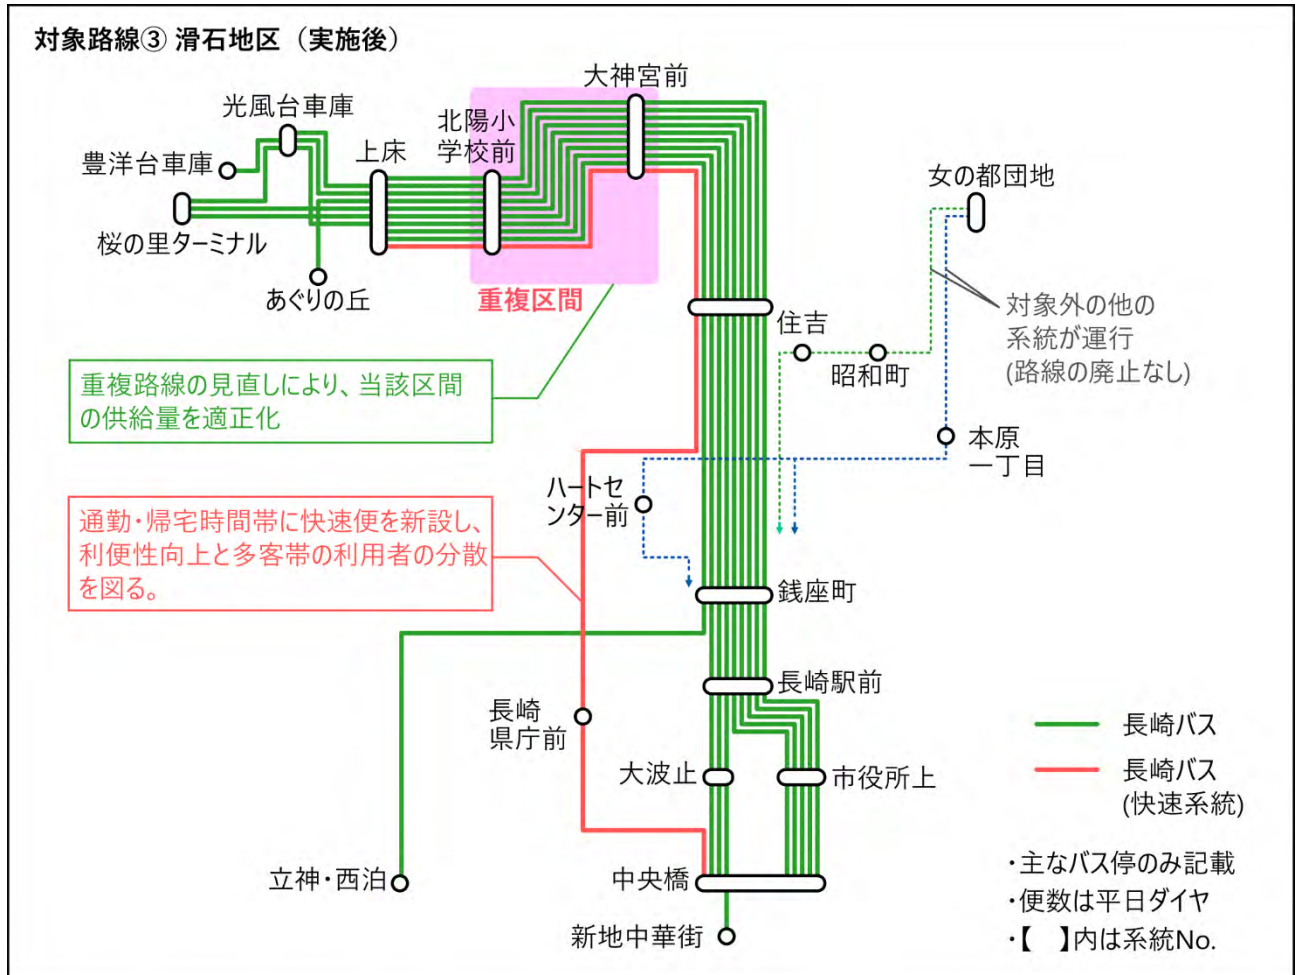 対象路線③ 滑石地区（実施後）
大神宮前
光風台車庫
北陽小
学校前
上床
豊洋台車庫
女の都団地
桜の里ターミナル
あぐりの丘
重複区間
対象外の他の
系統が運行
(路線の廃止なし)
住吉
昭和町
重複路線の見直しにより、当該区間
の供給量を適正化
本原
一丁目
ハートセ
ンター前
通勤・帰宅時間帯に快速便を新設し、
利便性向上と多客帯の利用者の分散
を図る。
銭座町
長崎駅前
長崎
県庁前
長崎バス
大波止
市役所上
長崎バス
(快速系統)
立神・西泊
中央橋
新地中華街
・主なバス停のみ記載
・便数は平日ダイヤ
・【　】内は系統No.